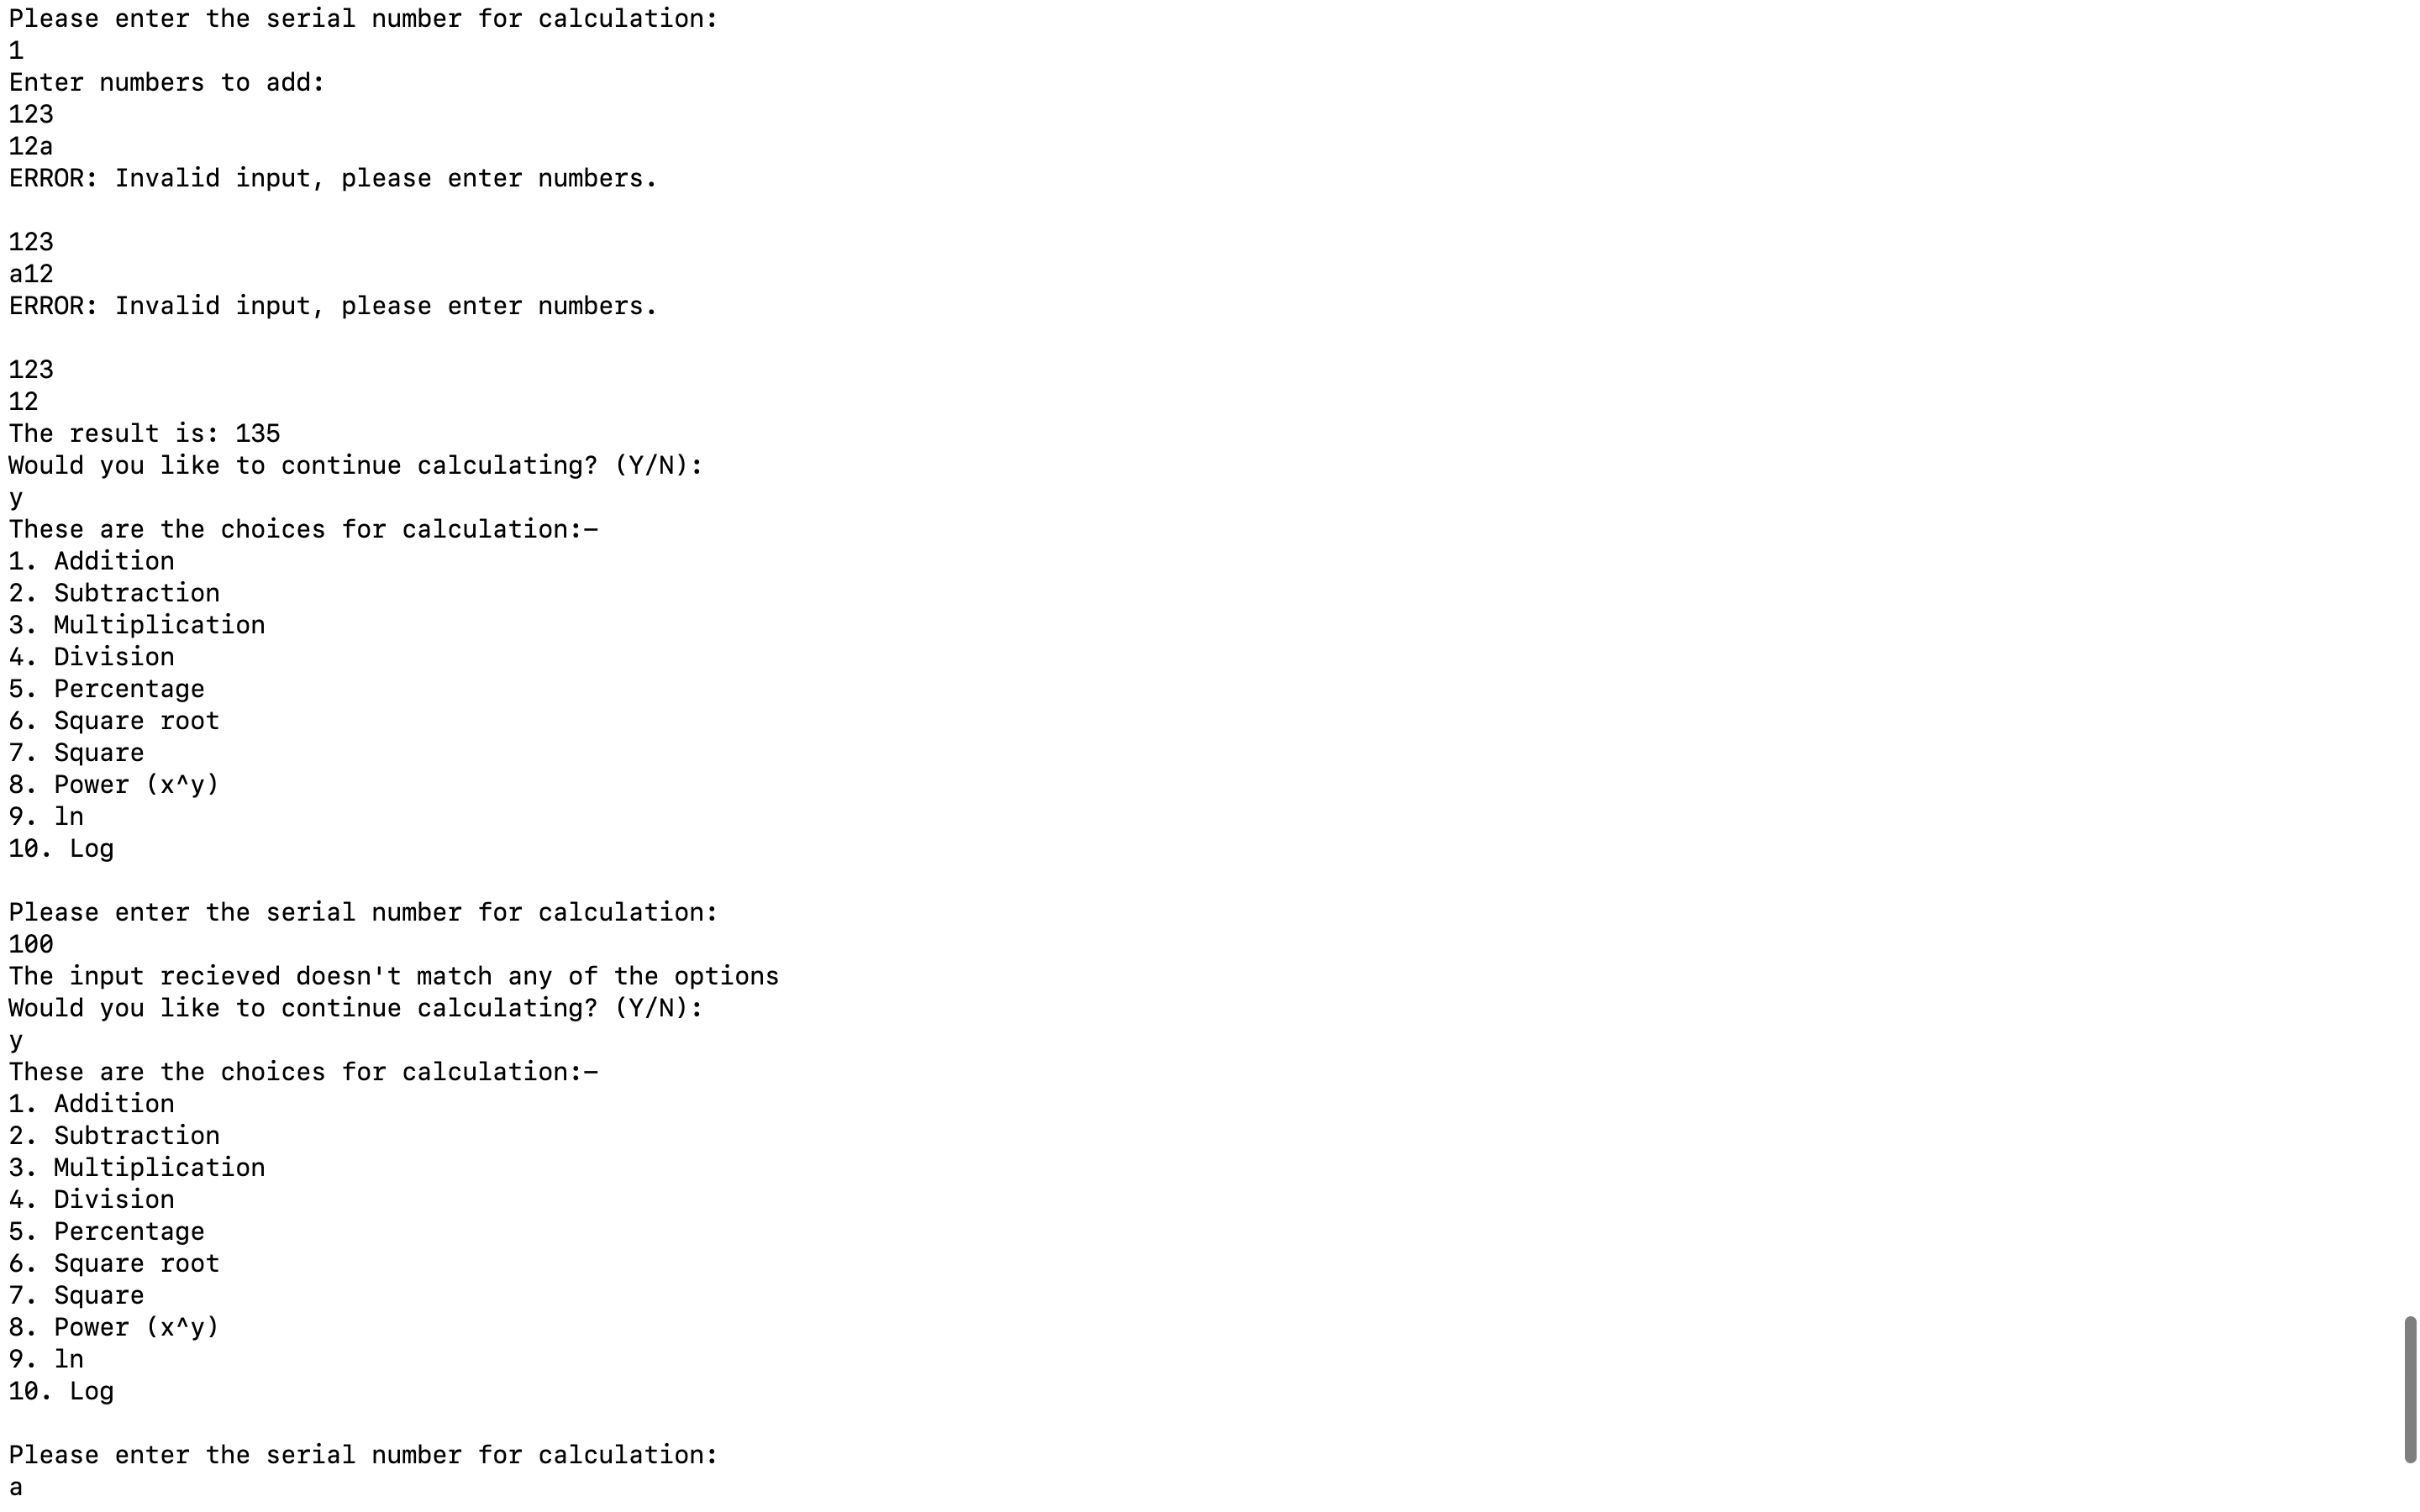 Please enter the serial number for calculation:
1
Enter numbers to add:
123
12a
ERROR: Invalid input, please enter numbers.
123
a12
ERROR: Invalid input, please enter numbers.
123
12
The result is: 135
Would you like to continue calculating? (Y/N):
y
These are the choices for calculation:—
1. Addition
2. Subtraction
3. Multiplication
4. Division
5. Percentage
6. Square root
7. Square
8. Power (x^y)
9. ln
10. Log
Please enter the serial number for calculation:
100
The input recieved doesn't match any of the options
Would you like to continue calculating? (Y/N):
y
These are the choices for calculation:—
1. Addition
2. Subtraction
3. Multiplication
4. Division
5. Percentage
6. Square root
7. Square
8. Power (x^y)
9. ln
10. Log
Please enter the serial number for calculation:
a